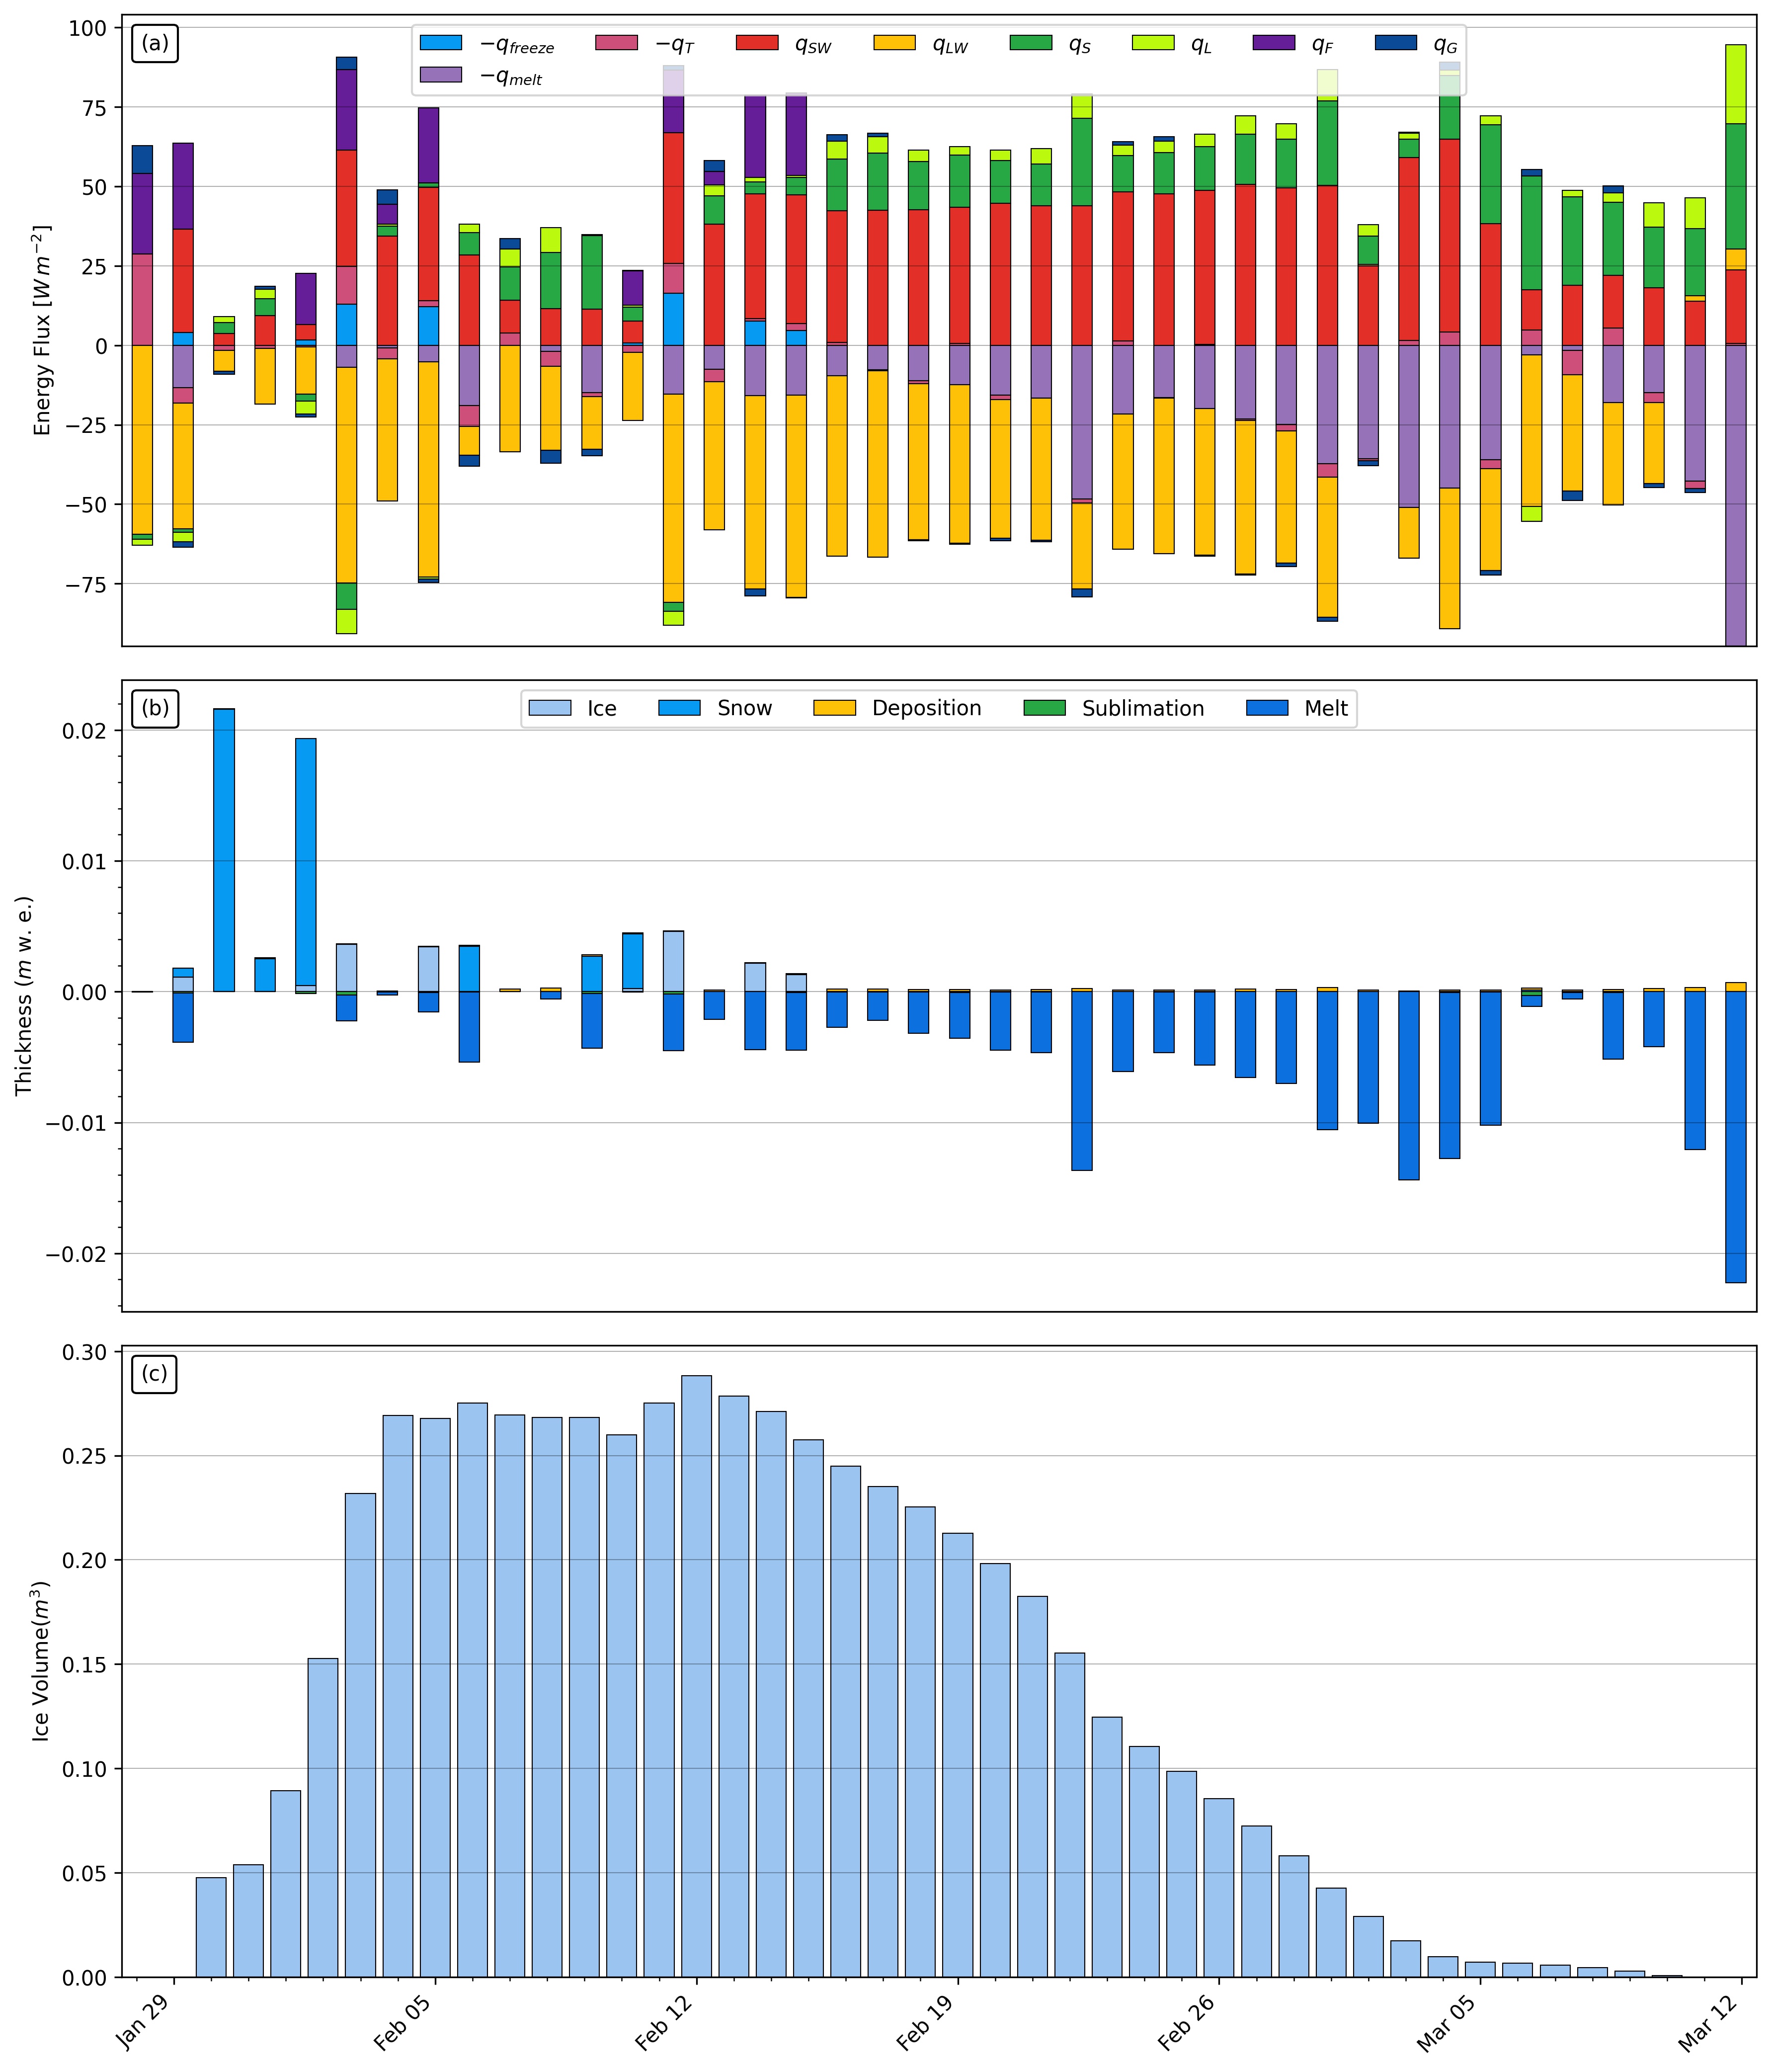 (a)
−q_freeze −q_T q_SW q_LW q_S q_L q_F q_G
−q_melt
100
75
50
25
0
−25
−50
−75
Energy Flux [W m⁻²]
(b)
Ice Snow Deposition Sublimation Melt
0.02
0.01
0.00
−0.01
−0.02
Thickness (m w. e.)
(c)
0.30
0.25
0.20
0.15
0.10
0.05
0.00
Ice Volume(m³)
Jan 29 Feb 05 Feb 12 Feb 19 Feb 26 Mar 05 Mar 12